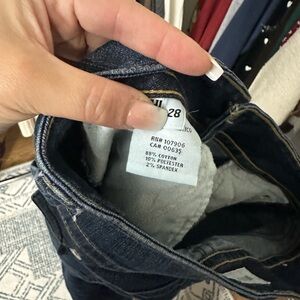 28
RN# 107906
CA# 00635
88% COTTON
10% POLYESTER
2% SPANDEX